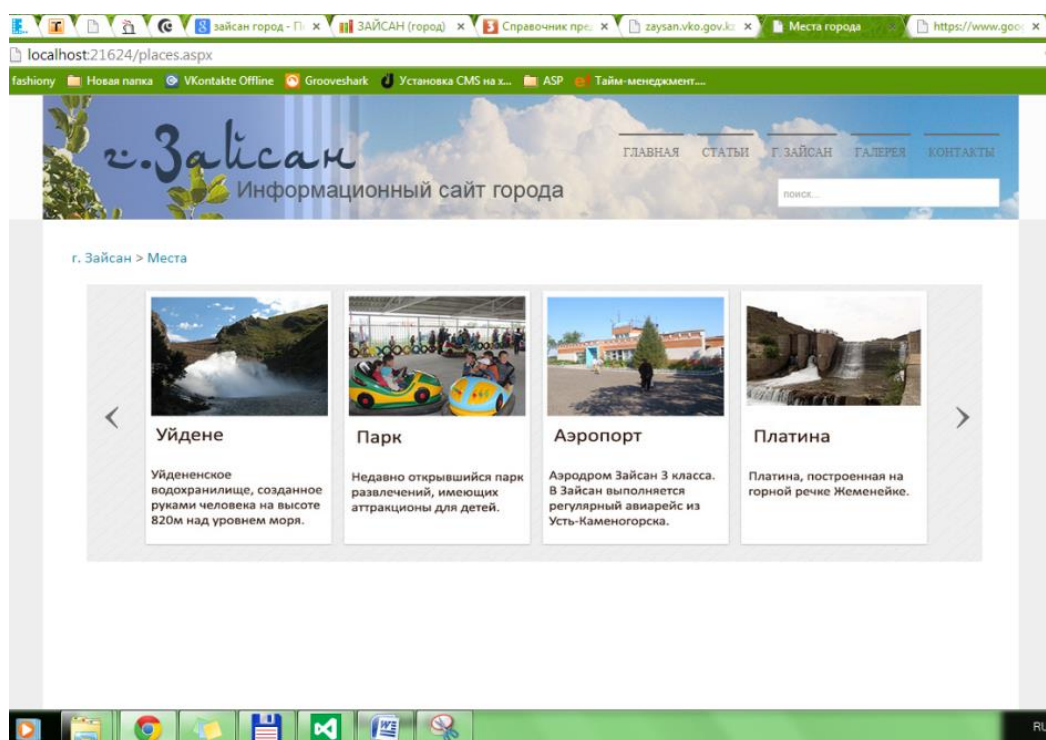 зайсан город - П
ЗАЙСАН (город)
Справочник пре
zaysan.vko.gov.kz
Места города
https://www.goog
localhost:21624/places.aspx
fashiony Новая папка VKontakte Offline Grooveshark Установка CMS на х... ASP Тайм-менеджмент....
г.Зайсан
Информационный сайт города
ГЛАВНАЯ СТАТЬИ Г. ЗАЙСАН ГАЛЕРЕЯ КОНТАКТЫ
поиск...
г. Зайсан > Места
Уйдене
Уйдененское
водохранилище, созданное
руками человека на высоте
820м над уровнем моря.
Парк
Недавно открывшийся парк
развлечений, имеющих
аттракционы для детей.
Аэропорт
Аэродром Зайсан 3 класса.
В Зайсан выполняется
регулярный авиарейс из
Усть-Каменогорска.
Платина
Платина, построенная на
горной речке Жеменейке.
RU